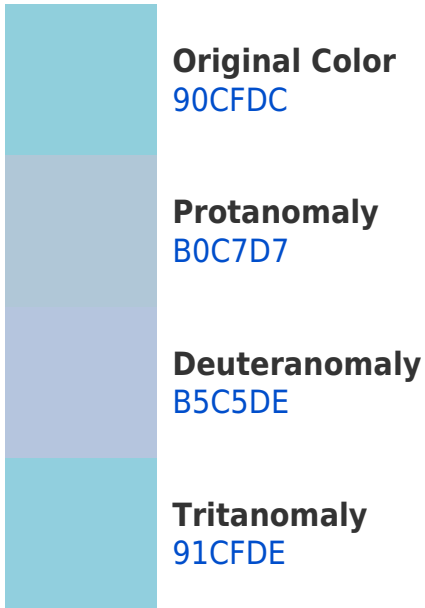 Original Color
90CFDC
Protanomaly
B0C7D7
Deuteranomaly
B5C5DE
Tritanomaly
91CFDE